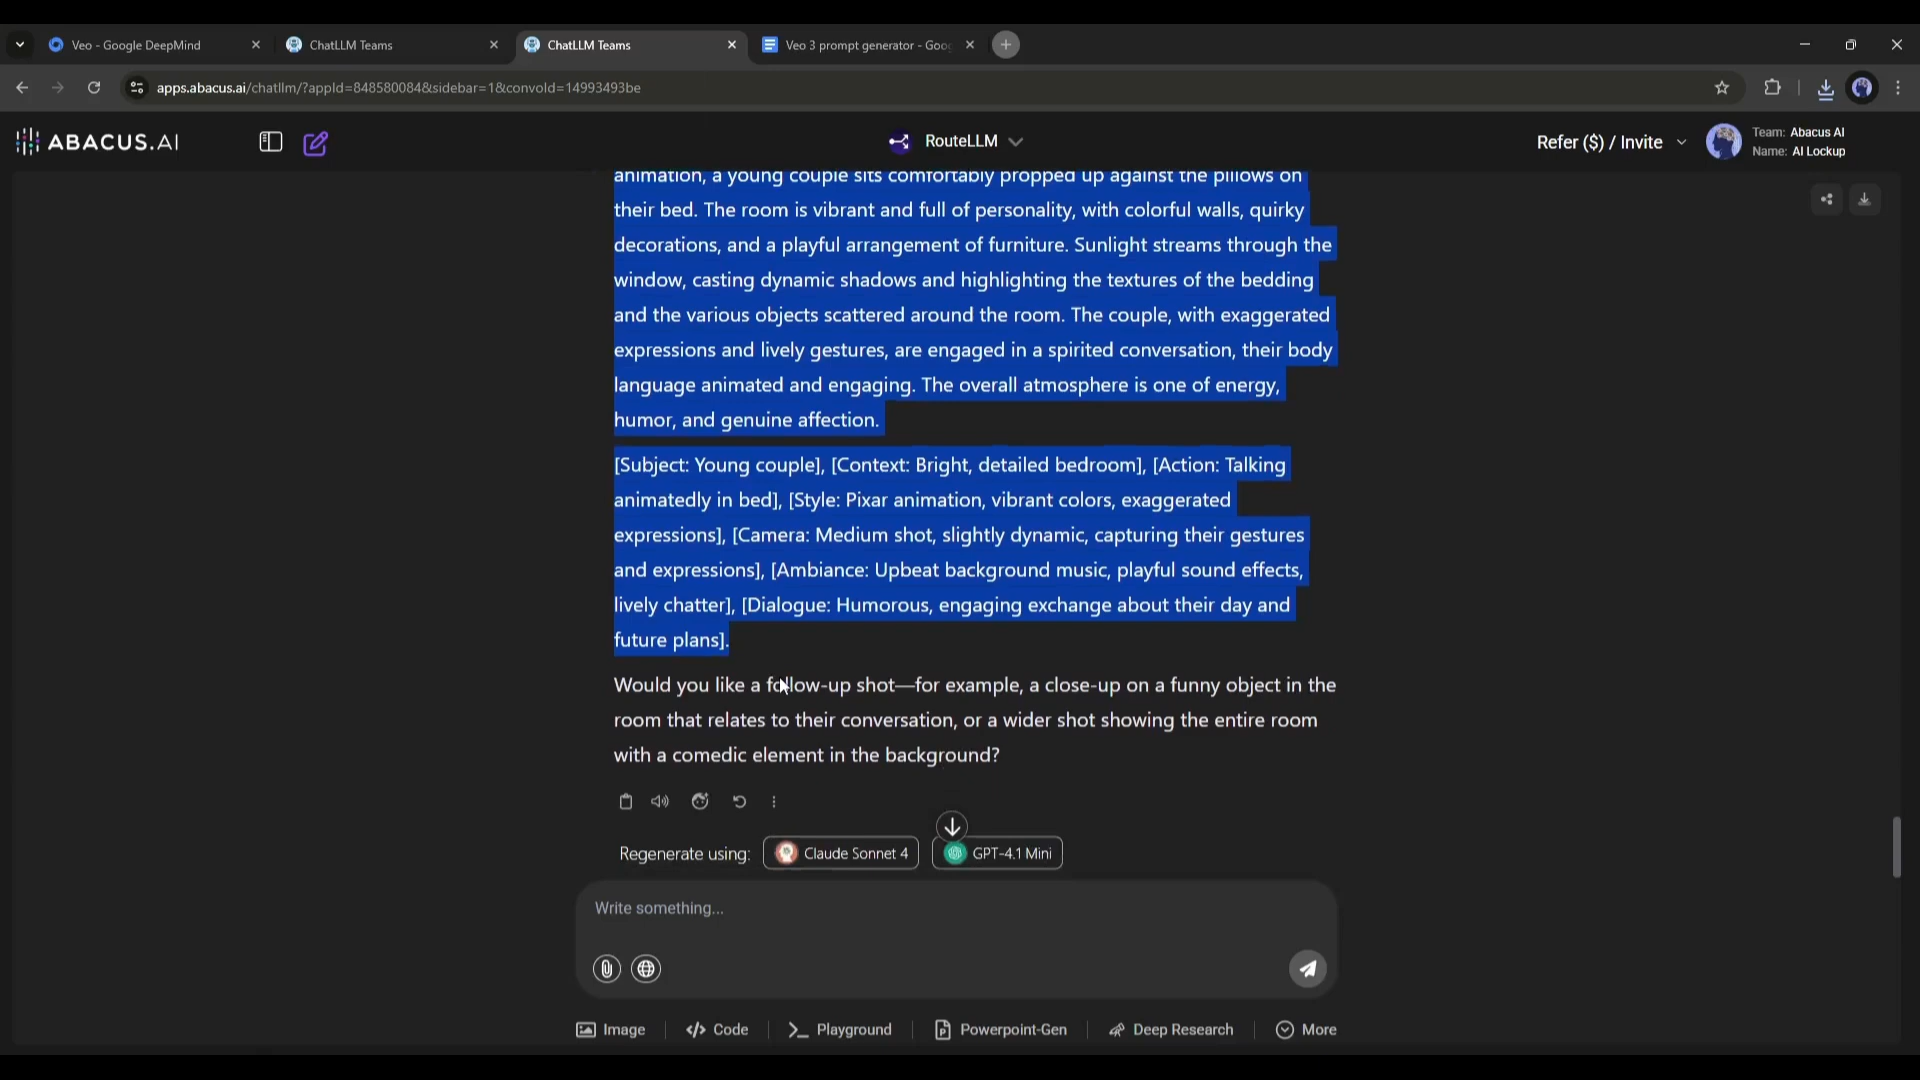 Veo - Google DeepMind
ChatLLM Teams
ChatLLM Teams
Veo 3 prompt generator - Goo
apps.abacus.ai/chatllm/?appId=848580084&sidebar=1&convoId=14993493be
ABACUS.AI
RouteLLM
Refer ($) / Invite
Team: Abacus AI
Name: AI Lockup
animation, a young couple sits comfortably propped up against the pillows on
their bed. The room is vibrant and full of personality, with colorful walls, quirky
decorations, and a playful arrangement of furniture. Sunlight streams through the
window, casting dynamic shadows and highlighting the textures of the bedding
and the various objects scattered around the room. The couple, with exaggerated
expressions and lively gestures, are engaged in a spirited conversation, their body
language animated and engaging. The overall atmosphere is one of energy,
humor, and genuine affection.
[Subject: Young couple], [Context: Bright, detailed bedroom], [Action: Talking
animatedly in bed], [Style: Pixar animation, vibrant colors, exaggerated
expressions], [Camera: Medium shot, slightly dynamic, capturing their gestures
and expressions], [Ambiance: Upbeat background music, playful sound effects,
lively chatter], [Dialogue: Humorous, engaging exchange about their day and
future plans].
Would you like a follow-up shot—for example, a close-up on a funny object in the
room that relates to their conversation, or a wider shot showing the entire room
with a comedic element in the background?
Regenerate using:
Claude Sonnet 4
GPT-4.1 Mini
Write something...
Image
Code
Playground
Powerpoint-Gen
Deep Research
More